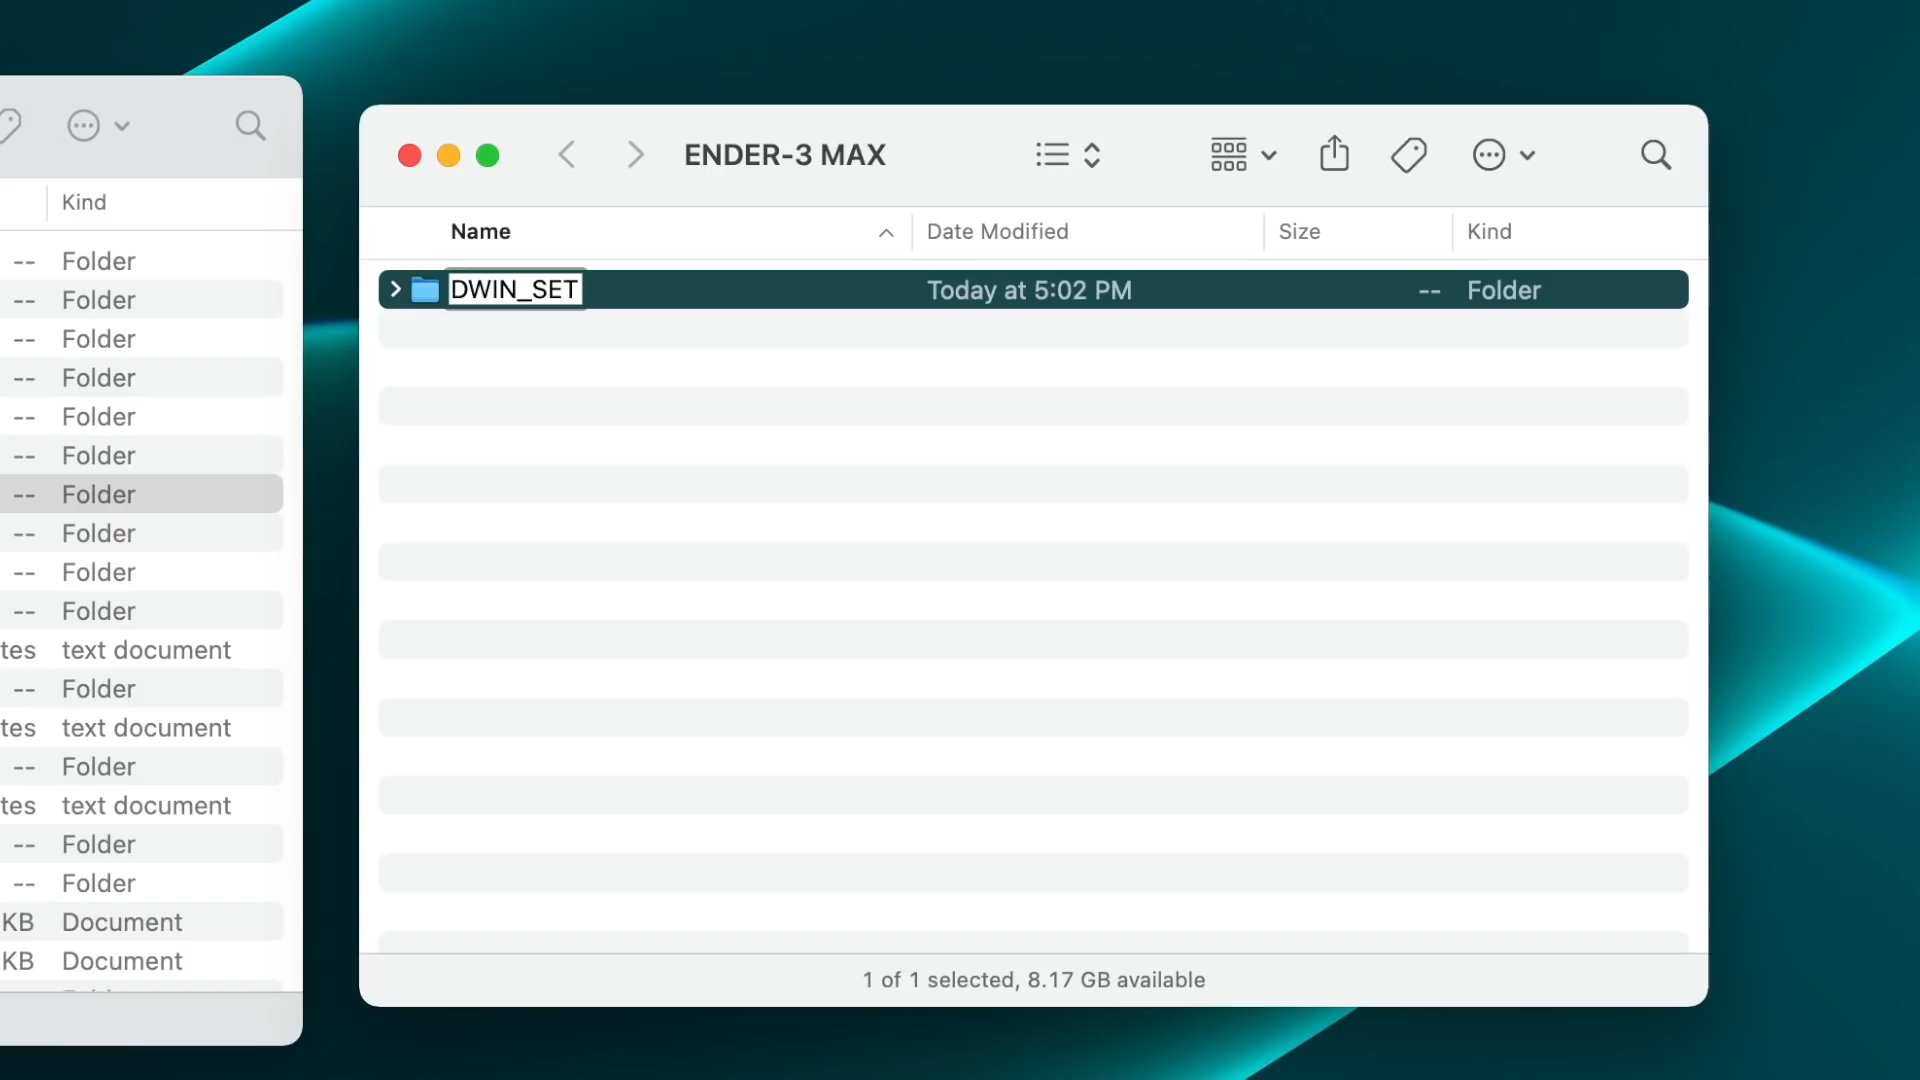 Kind
-- Folder
-- Folder
-- Folder
-- Folder
-- Folder
-- Folder
-- Folder
-- Folder
-- Folder
-- Folder
tes text document
-- Folder
tes text document
-- Folder
tes text document
-- Folder
-- Folder
KB Document
KB Document
ENDER-3 MAX
Name Date Modified Size Kind
DWIN_SET Today at 5:02 PM -- Folder
1 of 1 selected, 8.17 GB available